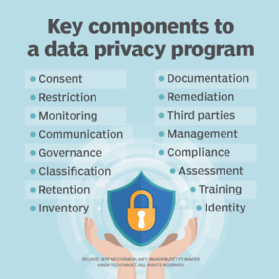 Key components to
a data privacy program
Consent
Restriction
Monitoring
Communication
Governance
Classification
Retention
Inventory
Documentation
Remediation
Third parties
Management
Compliance
Assessment
Training
Identity